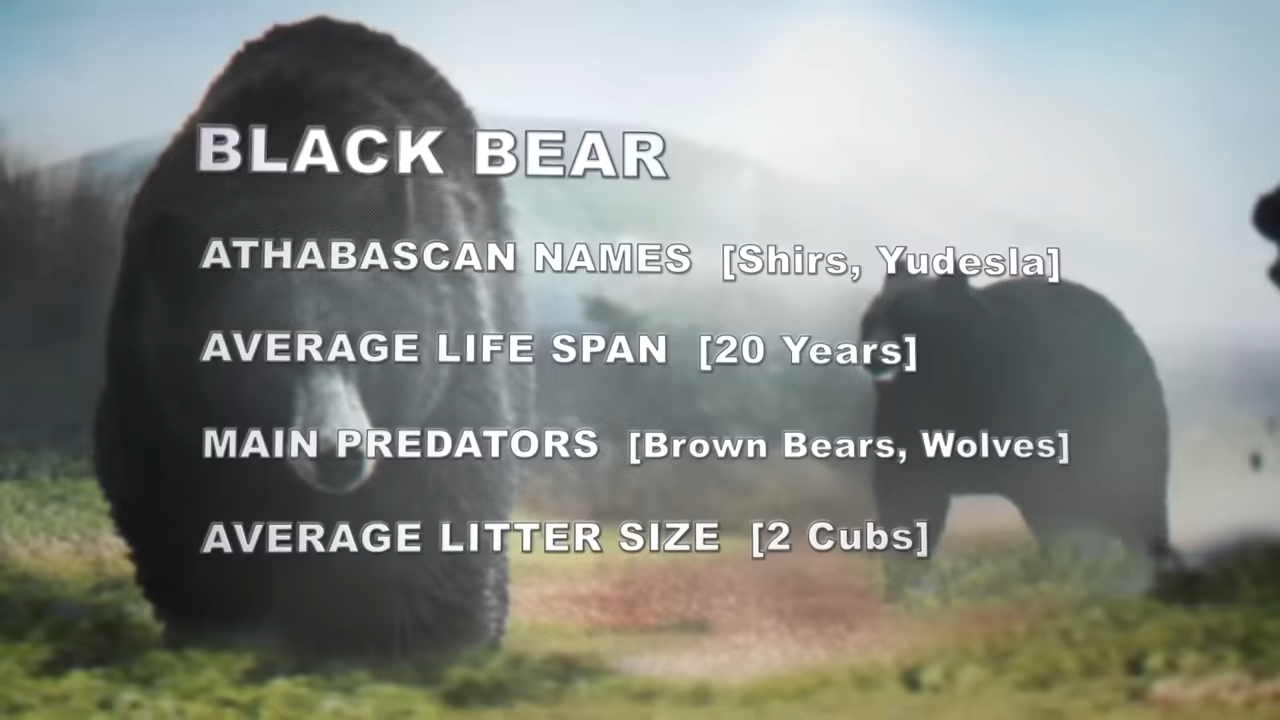 BLACK BEAR
ATHABASCAN NAMES [Shirs, Yudesla]
AVERAGE LIFE SPAN [20 Years]
MAIN PREDATORS [Brown Bears, Wolves]
AVERAGE LITTER SIZE [2 Cubs]